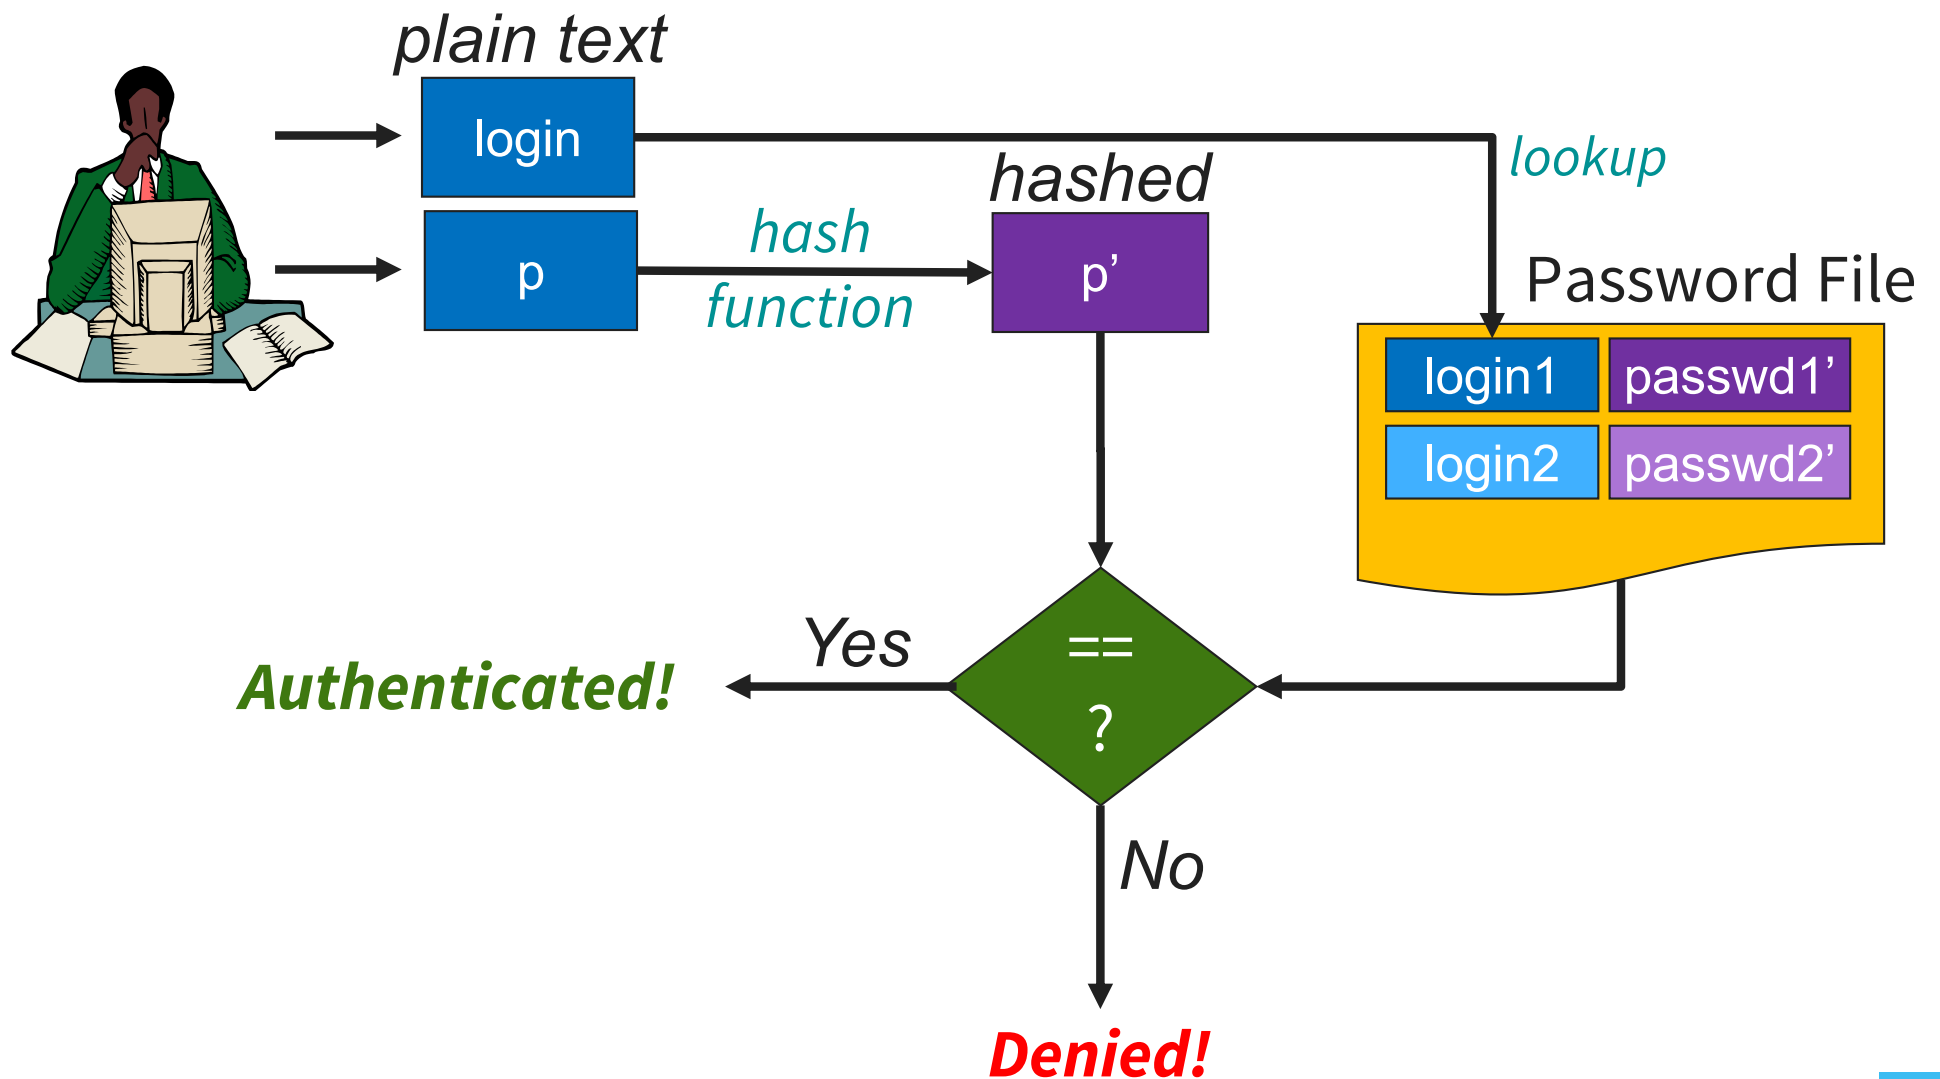 plain text
login
lookup
hashed
hash
function
p
p’
Password File
login1 passwd1’
login2 passwd2’
==
?
Yes
Authenticated!
No
Denied!